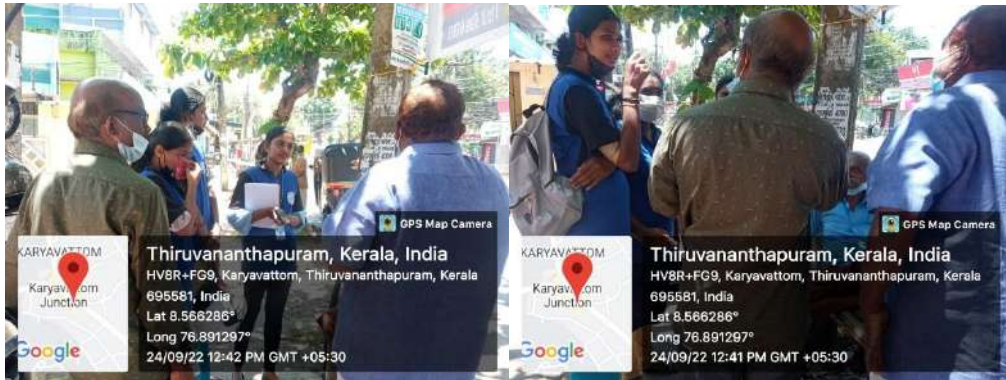 GPS Map Camera
KARYAVATTOM
Karyavattom
Junction
Google
Thiruvananthapuram, Kerala, India
HV8R+FG9, Karyavattom, Thiruvananthapuram, Kerala
695581, India
Lat 8.566286°
Long 76.891297°
24/09/22 12:42 PM GMT +05:30
GPS Map Camera
KARYAVATTOM
Karyavattom
Junction
Google
Thiruvananthapuram, Kerala, India
HV8R+FG9, Karyavattom, Thiruvananthapuram, Kerala
695581, India
Lat 8.566286°
Long 76.891297°
24/09/22 12:41 PM GMT +05:30